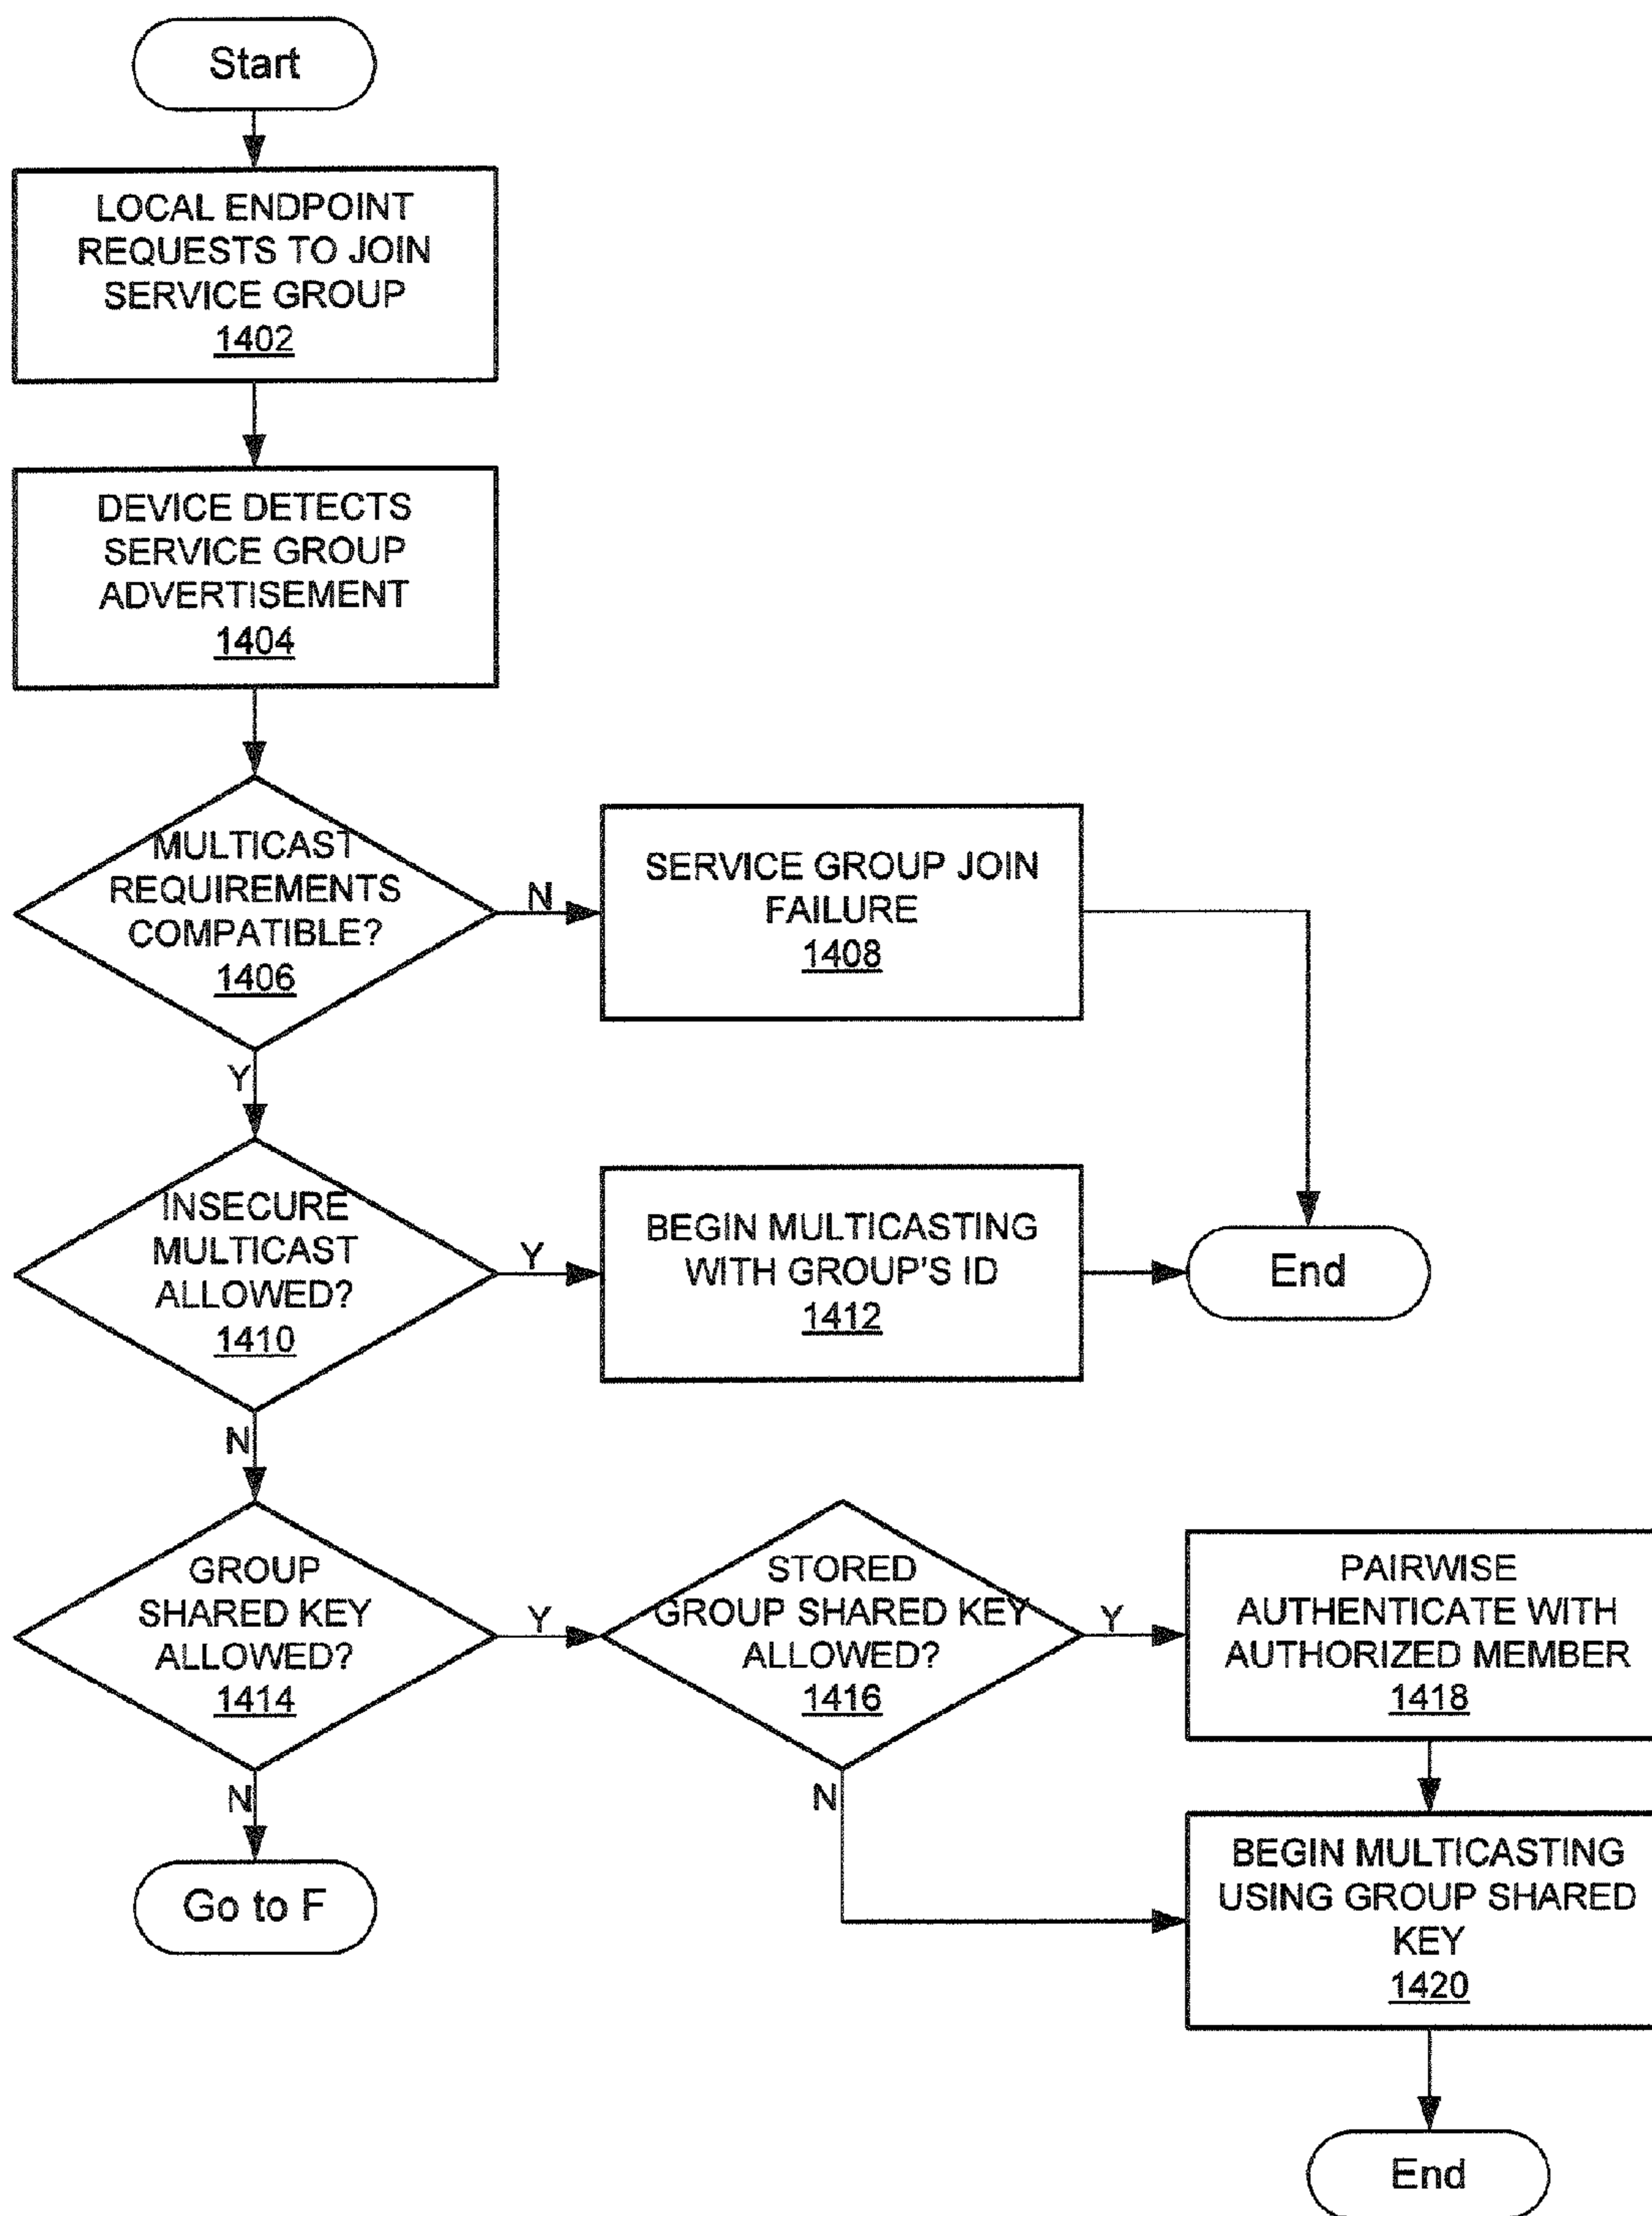 Start
LOCAL ENDPOINT
REQUESTS TO JOIN
SERVICE GROUP
1402
DEVICE DETECTS
SERVICE GROUP
ADVERTISEMENT
1404
MULTICAST
REQUIREMENTS
COMPATIBLE?
1406
N
SERVICE GROUP JOIN
FAILURE
1408
Y
INSECURE
MULTICAST
ALLOWED?
1410
Y
BEGIN MULTICASTING
WITH GROUP'S ID
1412
End
N
GROUP
SHARED KEY
ALLOWED?
1414
Y
STORED
GROUP SHARED KEY
ALLOWED?
1416
Y
PAIRWISE
AUTHENTICATE WITH
AUTHORIZED MEMBER
1418
N
Go to F
N
BEGIN MULTICASTING
USING GROUP SHARED
KEY
1420
End